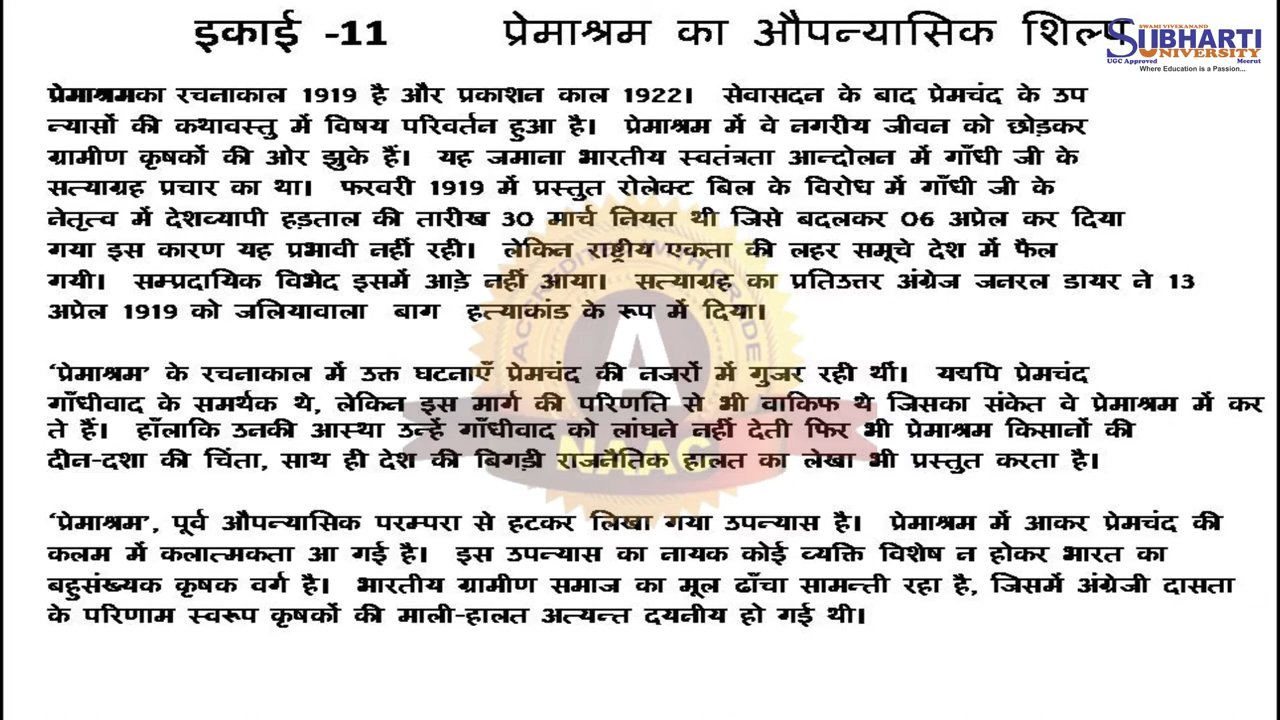 इकाई -11 प्रेमाश्रम का औपन्यासिक शिल्प
SWAMI VIVEKANAND
SUBHARTI
UNIVERSITY
UGC Approved Meerut
Where Education is a Passion...
प्रेमाश्रमका रचनाकाल 1919 है और प्रकाशन काल 1922। सेवासदन के बाद प्रेमचंद के उप
न्यासों की कथावस्तु में विषय परिवर्तन हुआ है। प्रेमाश्रम में वे नगरीय जीवन को छोड़कर
ग्रामीण कृषकों की ओर झुके हैं। यह जमाना भारतीय स्वतंत्रता आन्दोलन में गाँधी जी के
सत्याग्रह प्रचार का था। फरवरी 1919 में प्रस्तुत रोलेक्ट बिल के विरोध में गाँधी जी के
नेतृत्व में देशव्यापी हड़ताल की तारीख 30 मार्च नियत थी जिसे बदलकर 06 अप्रेल कर दिया
गया इस कारण यह प्रभावी नहीं रही। लेकिन राष्ट्रीय एकता की लहर समूचे देश में फैल
गयी। सम्प्रदायिक विभेद इसमें आड़े नहीं आया। सत्याग्रह का प्रतिउत्तर अंग्रेज जनरल डायर ने 13
अप्रेल 1919 को जलियावाला बाग हत्याकांड के रूप में दिया।
‘प्रेमाश्रम’ के रचनाकाल में उक्त घटनाएँ प्रेमचंद की नजरों में गुजर रही थीं। यद्यपि प्रेमचंद
गाँधीवाद के समर्थक थे, लेकिन इस मार्ग की परिणति से भी वाकिफ थे जिसका संकेत वे प्रेमाश्रम में कर
ते हैं। हाँलाकि उनकी आस्था उन्हें गाँधीवाद को लांघने नहीं देती फिर भी प्रेमाश्रम किसानों की
दीन-दशा की चिंता, साथ ही देश की बिगड़ी राजनैतिक हालत का लेखा भी प्रस्तुत करता है।
‘प्रेमाश्रम’, पूर्व औपन्यासिक परम्परा से हटकर लिखा गया उपन्यास है। प्रेमाश्रम में आकर प्रेमचंद की
कलम में कलात्मकता आ गई है। इस उपन्यास का नायक कोई व्यक्ति विशेष न होकर भारत का
बहुसंख्यक कृषक वर्ग है। भारतीय ग्रामीण समाज का मूल ढाँचा सामन्ती रहा है, जिसमें अंग्रेजी दासता
के परिणाम स्वरूप कृषकों की माली-हालत अत्यन्त दयनीय हो गई थी।
ACCREDITED WITH GRADE
A
NAAC